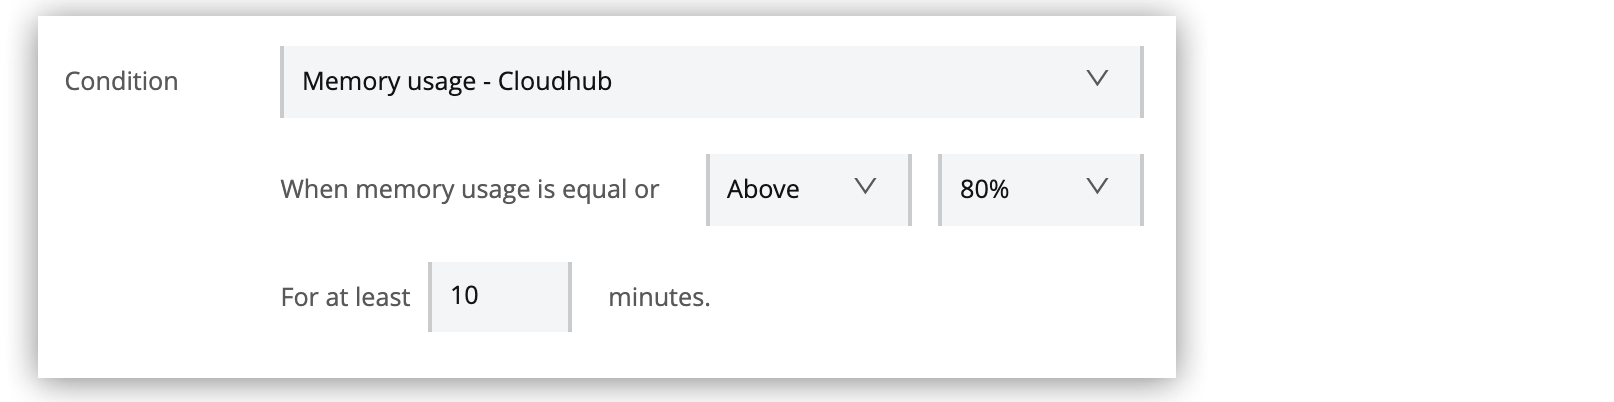 Condition Memory usage - Cloudhub
When memory usage is equal or Above 80%
For at least 10 minutes.